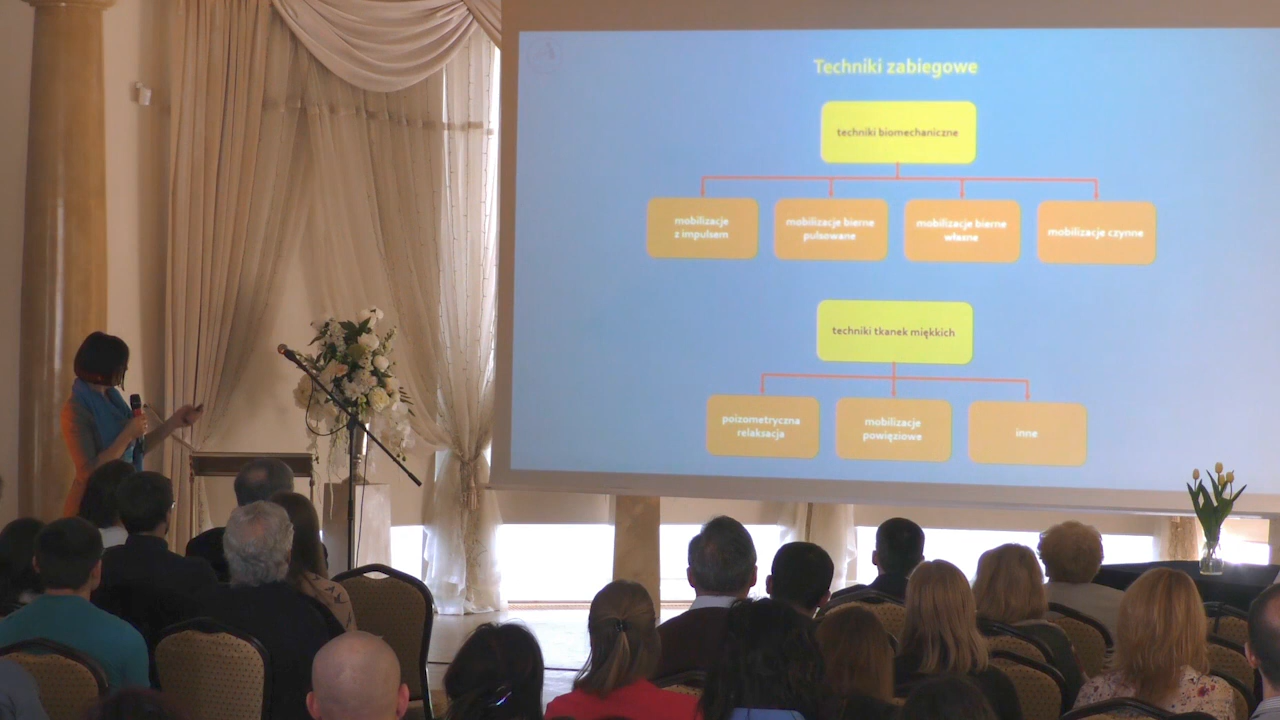 Techniki zabiegowe
techniki biomechaniczne
mobilizacje
z impulsem
mobilizacje bierne
pulsowane
mobilizacje bierne
własne
mobilizacje czynne
techniki tkanek miękkich
poizometryczna
relaksacja
mobilizacje
powięziowe
inne